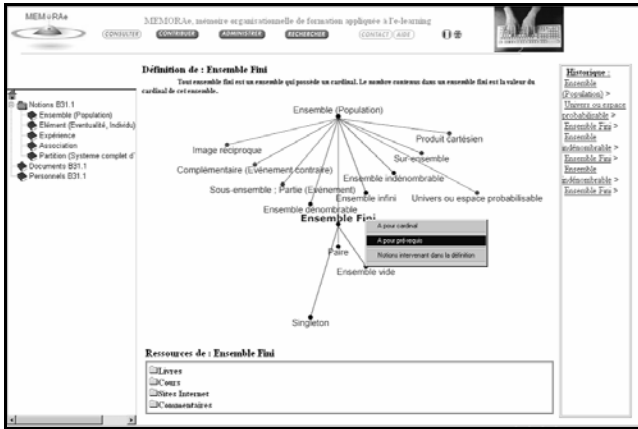 MEMORAe
MEMORAe, mémoire organisationnelle de formation appliquée à l'e-learning
CONSULTER CONTRIBUER ADMINISTRER RECHERCHER CONTACT AIDE
Notions B31.1
Ensemble (Population)
Elément (Eventualité, Individu)
Expérience
Association
Partition (Systeme complet d'
Documents B31.1
Personnels B31.1
Définition de : Ensemble Fini
Tout ensemble fini est un ensemble qui possède un cardinal. Le nombre contenus dans un ensemble fini est la valeur du
cardinal de cet ensemble.
Ensemble (Population)
Produit cartésien
Image réciproque
Sur-ensemble
Complémentaire (Evénement contraire)
Ensemble indénombrable
Sous-ensemble ; Partie (Evénement)
Ensemble infini
Univers ou espace probabilisable
Ensemble dénombrable
Ensemble Fini
A pour cardinal
A pour pré-requis
Notions intervenant dans la définition
Paire
Ensemble vide
Singleton
Ressources de : Ensemble Fini
Livres
Cours
Sites Internet
Commentaires
Historique :
Ensemble
(Population) >
Univers ou espace
probabilisable >
Ensemble Fini >
Ensemble
indénombrable >
Ensemble Fini >
Ensemble
indénombrable >
Ensemble Fini >